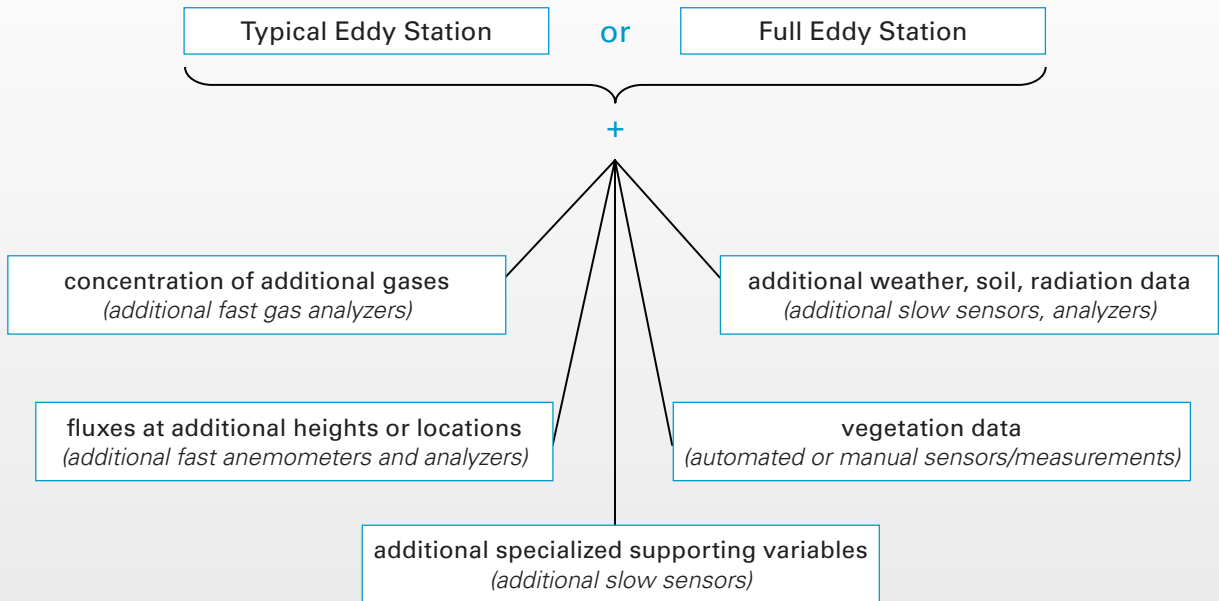 Typical Eddy Station or Full Eddy Station
+
concentration of additional gases
(additional fast gas analyzers)
additional weather, soil, radiation data
(additional slow sensors, analyzers)
fluxes at additional heights or locations
(additional fast anemometers and analyzers)
vegetation data
(automated or manual sensors/measurements)
additional specialized supporting variables
(additional slow sensors)